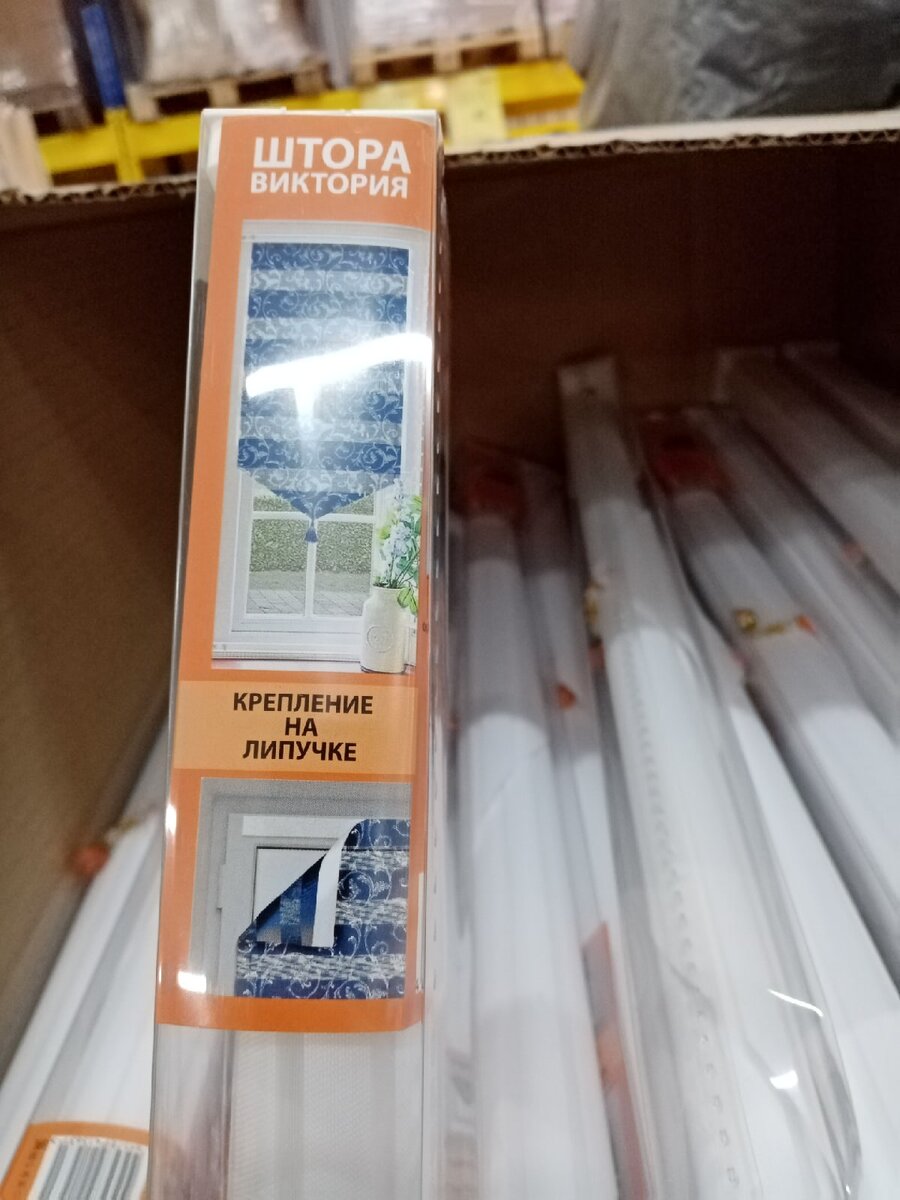 ШТОРА
ВИКТОРИЯ
КРЕПЛЕНИЕ
НА
ЛИПУЧКЕ